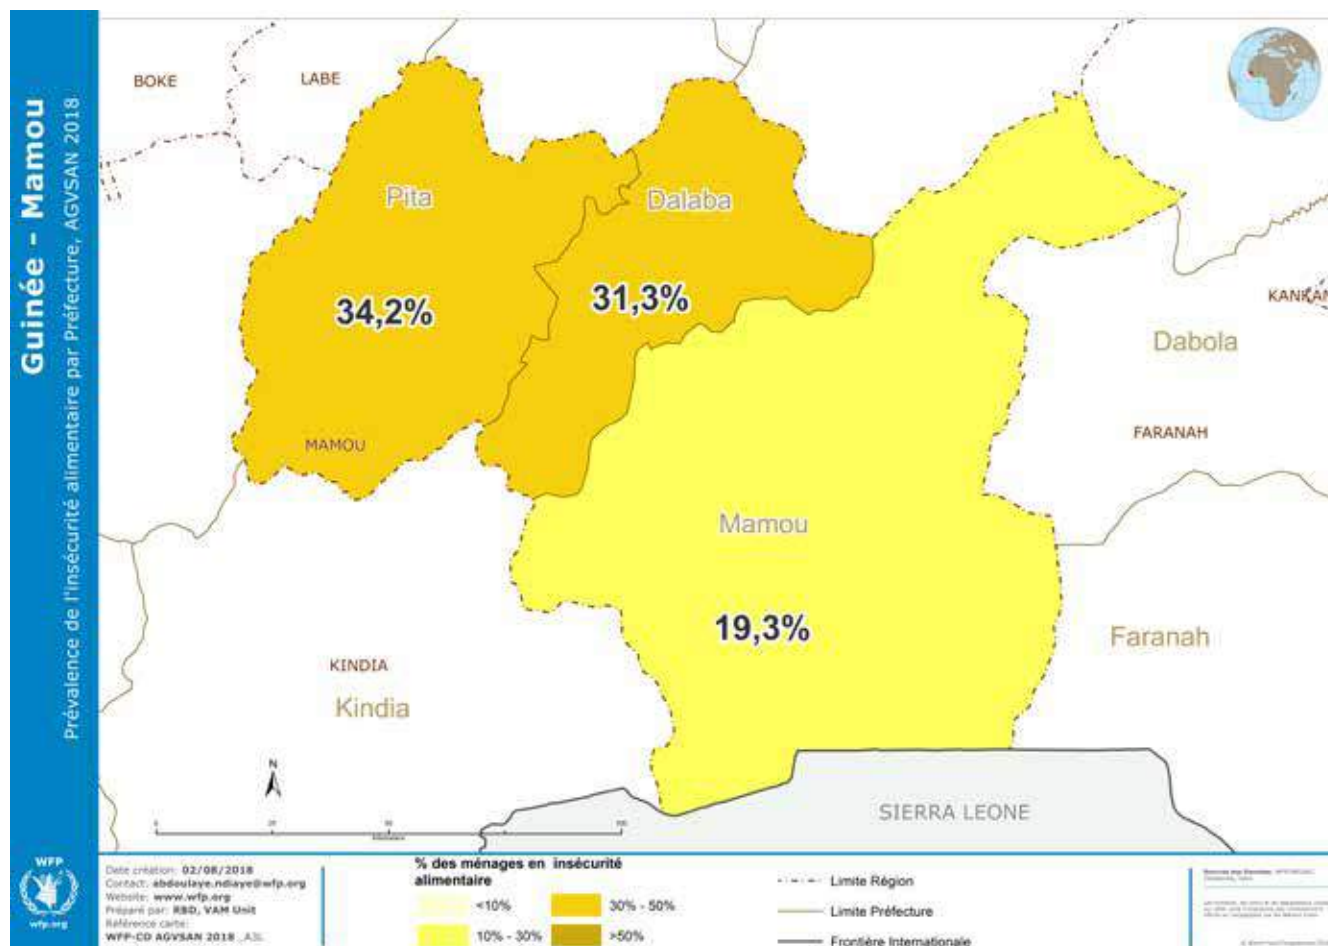 Guinée - Mamou
Prévalence de l'insécurité alimentaire par Préfecture, AGVSAN 2018
BOKE
LABE
Pita
Dalaba
34,2%
31,3%
KANKAN
Dabola
MAMOU
FARANAH
Mamou
19,3%
Faranah
KINDIA
Kindia
N
SIERRA LEONE
0
100
WFP
wfp.org
Date création: 02/08/2018
Contact: abdoulaye.ndiaye@wfp.org
Website: www.wfp.org
Préparé par: RBD, VAM Unit
Référence carte:
WFP-CO AGVSAN 2018 _A3L
% des ménages en insécurité
alimentaire
<10%
30% - 50%
10% - 30%
>50%
Limite Région
Limite Préfecture
Frontière Internationale